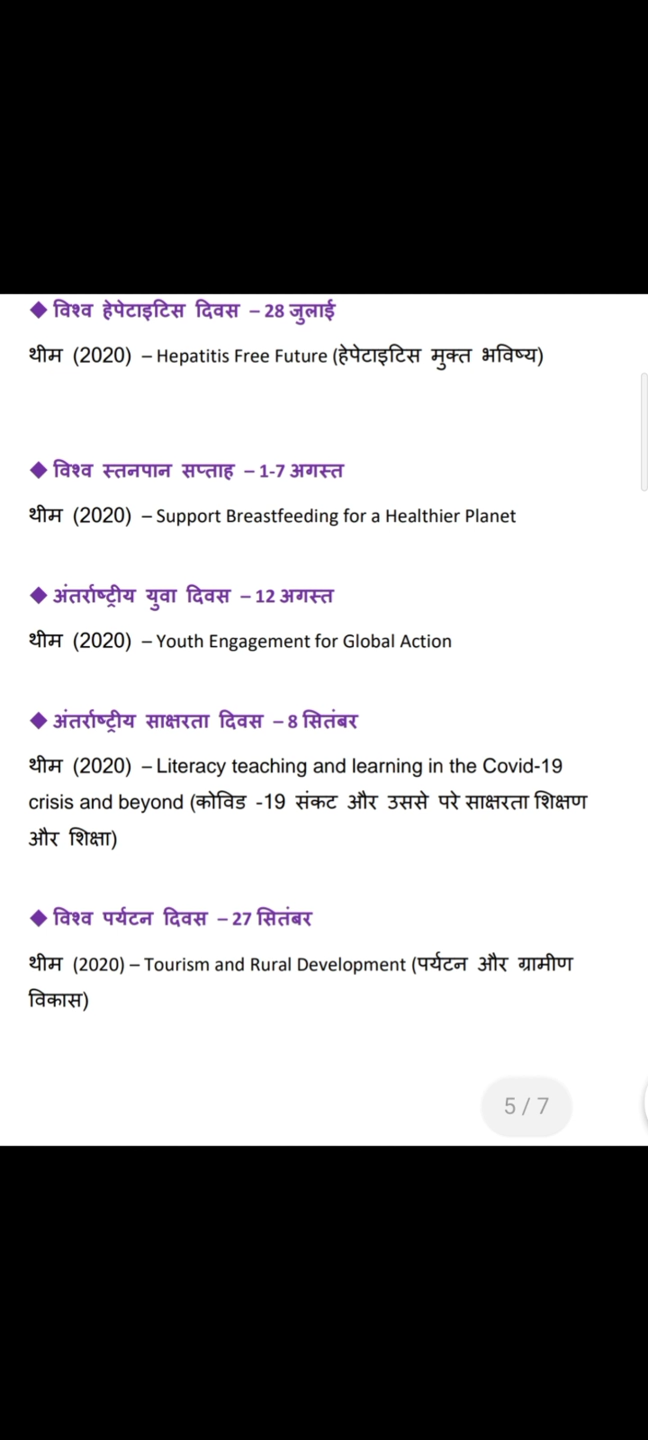 ◆ विश्व हेपेटाइटिस दिवस – 28 जुलाई
थीम (2020) – Hepatitis Free Future (हेपेटाइटिस मुक्त भविष्य)
◆ विश्व स्तनपान सप्ताह – 1-7 अगस्त
थीम (2020) – Support Breastfeeding for a Healthier Planet
◆ अंतर्राष्ट्रीय युवा दिवस – 12 अगस्त
थीम (2020) – Youth Engagement for Global Action
◆ अंतर्राष्ट्रीय साक्षरता दिवस – 8 सितंबर
थीम (2020) – Literacy teaching and learning in the Covid-19
crisis and beyond (कोविड -19 संकट और उससे परे साक्षरता शिक्षण
और शिक्षा)
◆ विश्व पर्यटन दिवस – 27 सितंबर
थीम (2020) – Tourism and Rural Development (पर्यटन और ग्रामीण
विकास)
5 / 7